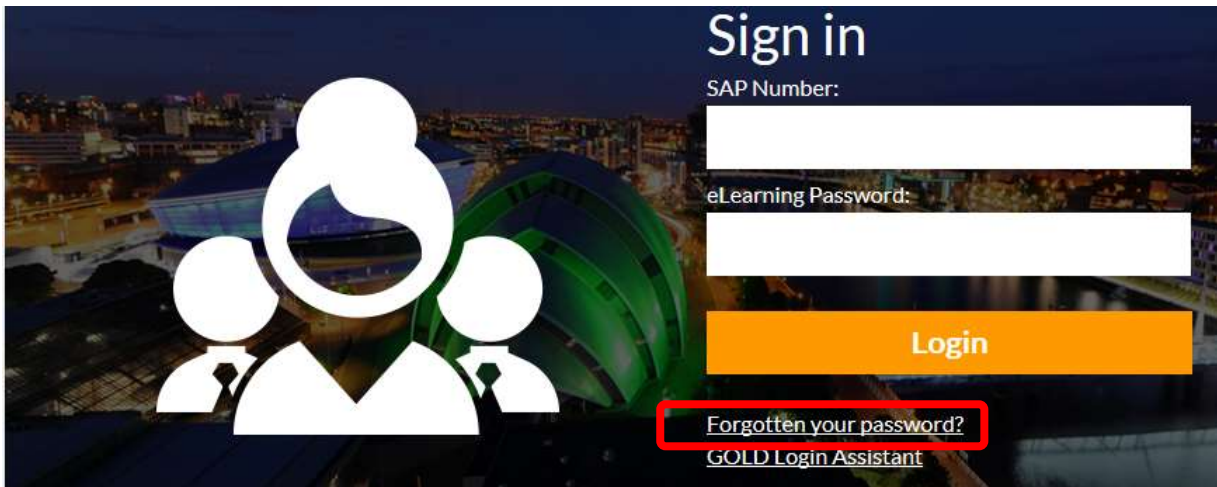 Sign in
SAP Number:
eLearning Password:
Login
Forgotten your password?
GOLD Login Assistant